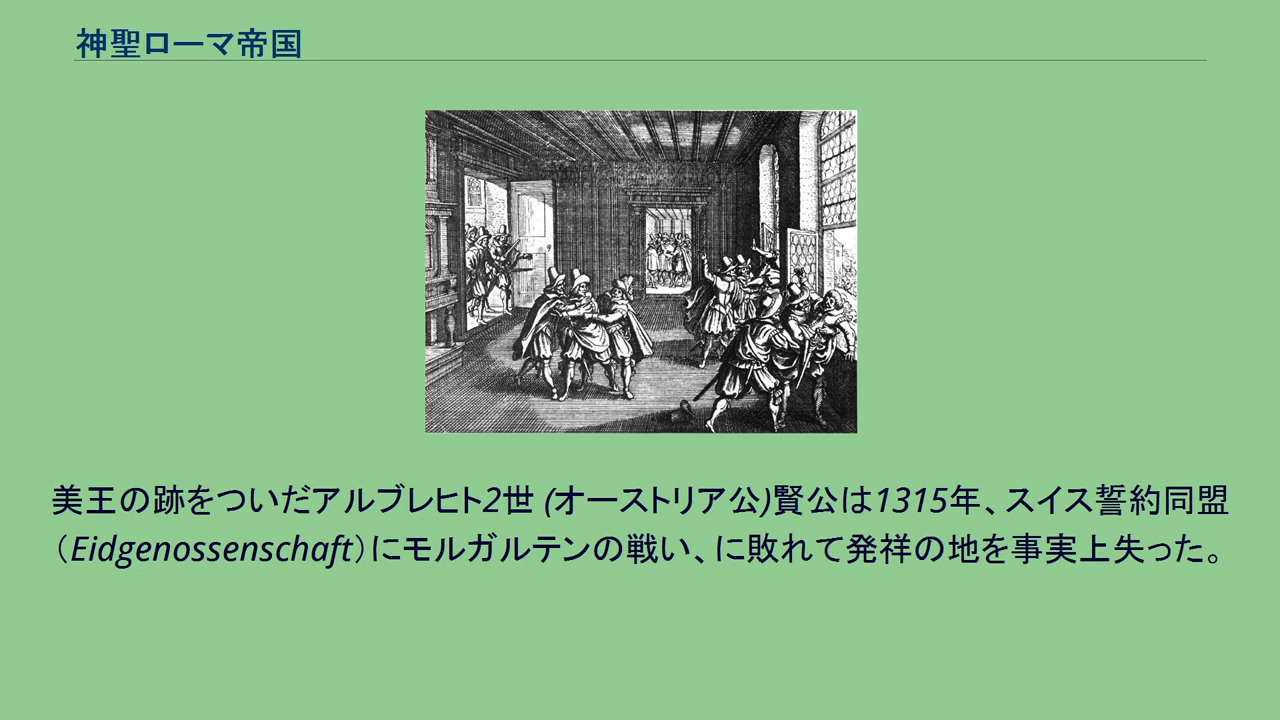 神聖ローマ帝国
美王の跡をついだアルブレヒト2世 (オーストリア公)賢公は1315年、スイス誓約同盟
（Eidgenossenschaft）にモルガルテンの戦い、に敗れて発祥の地を事実上失った。